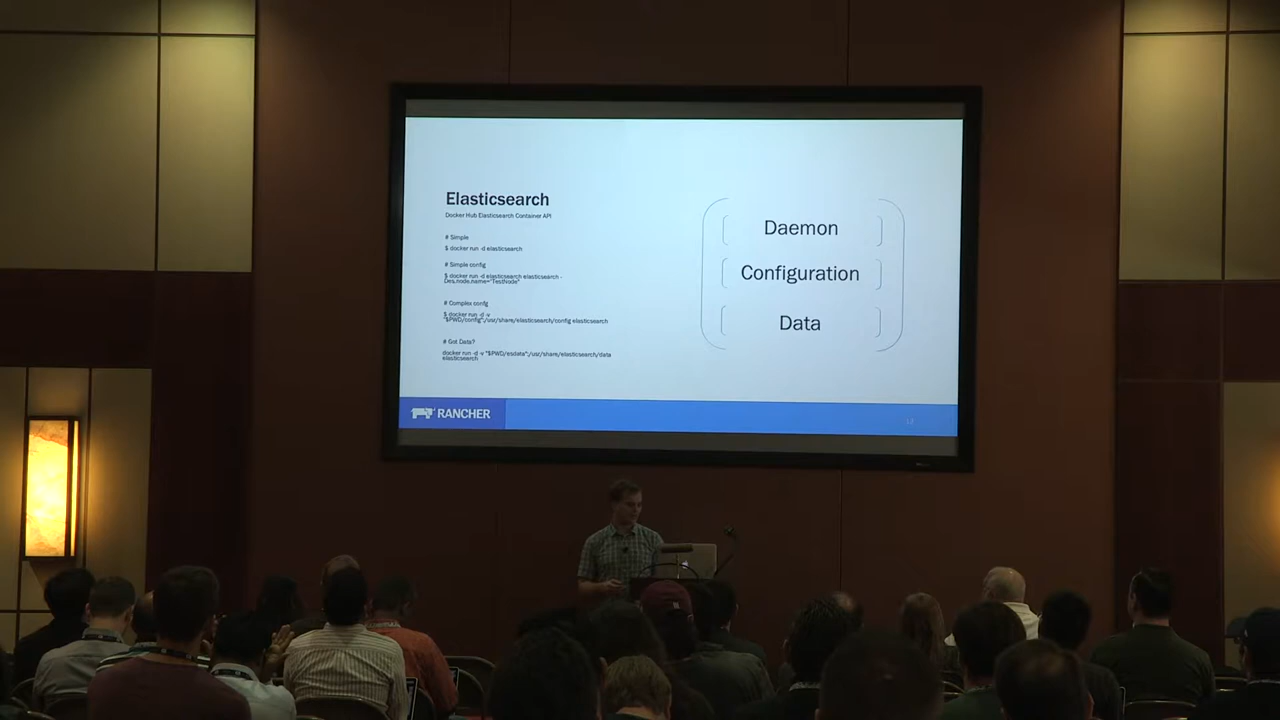 Elasticsearch
Docker Hub Elasticsearch Container API
# Simple
$ docker run -d elasticsearch
# Simple config
$ docker run -d elasticsearch elasticsearch -
Des.node.name="TestNode"
# Complex config
$ docker run -d -v
"$PWD/config":/usr/share/elasticsearch/config elasticsearch
# Got Data?
docker run -d -v "$PWD/esdata":/usr/share/elasticsearch/data
elasticsearch
Daemon
Configuration
Data
RANCHER
12